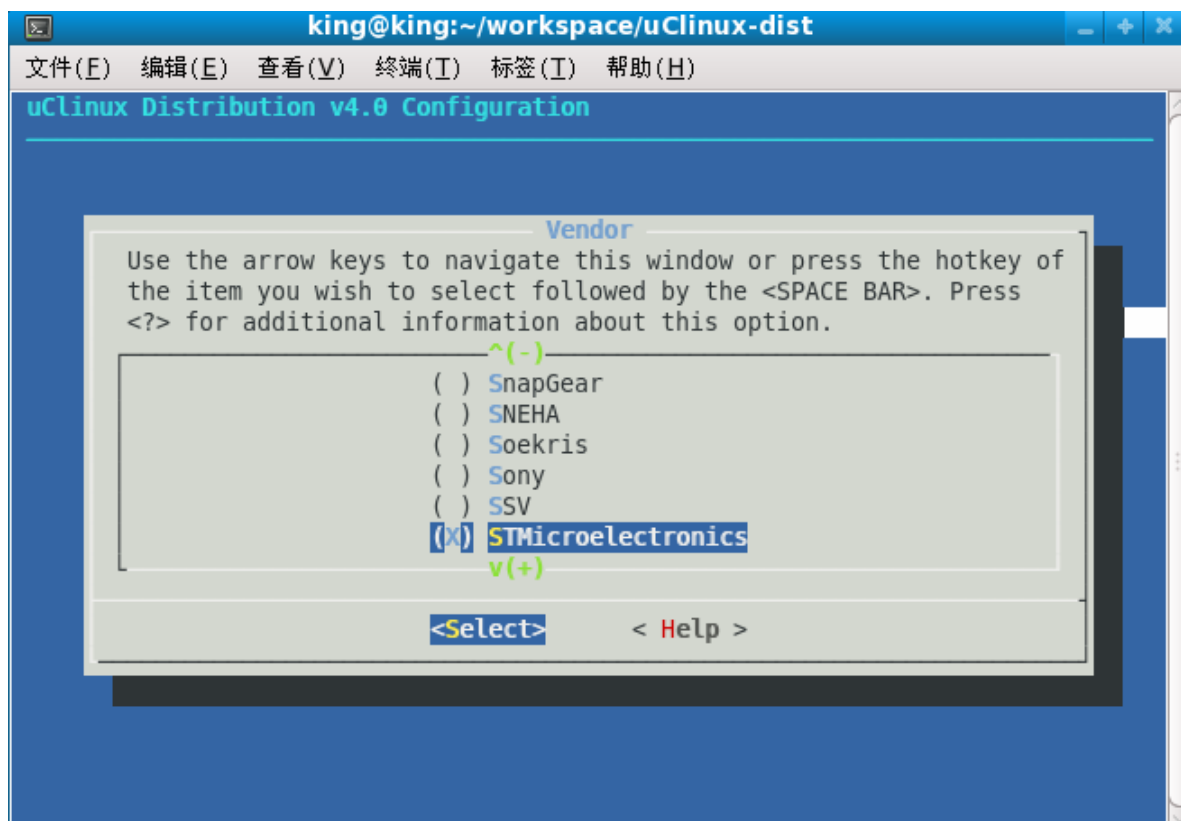 king@king:~/workspace/uClinux-dist
文件(F) 编辑(E) 查看(V) 终端(T) 标签(T) 帮助(H)
uClinux Distribution v4.0 Configuration
Vendor
Use the arrow keys to navigate this window or press the hotkey of
the item you wish to select followed by the <SPACE BAR>. Press
<?> for additional information about this option.
^(-)
( ) SnapGear
( ) SNEHA
( ) Soekris
( ) Sony
( ) SSV
(X) STMicroelectronics
v(+)
<Select> < Help >